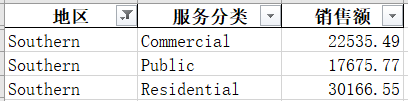 地区 服务分类 销售额
Southern Commercial 22535.49
Southern Public 17675.77
Southern Residential 30166.55